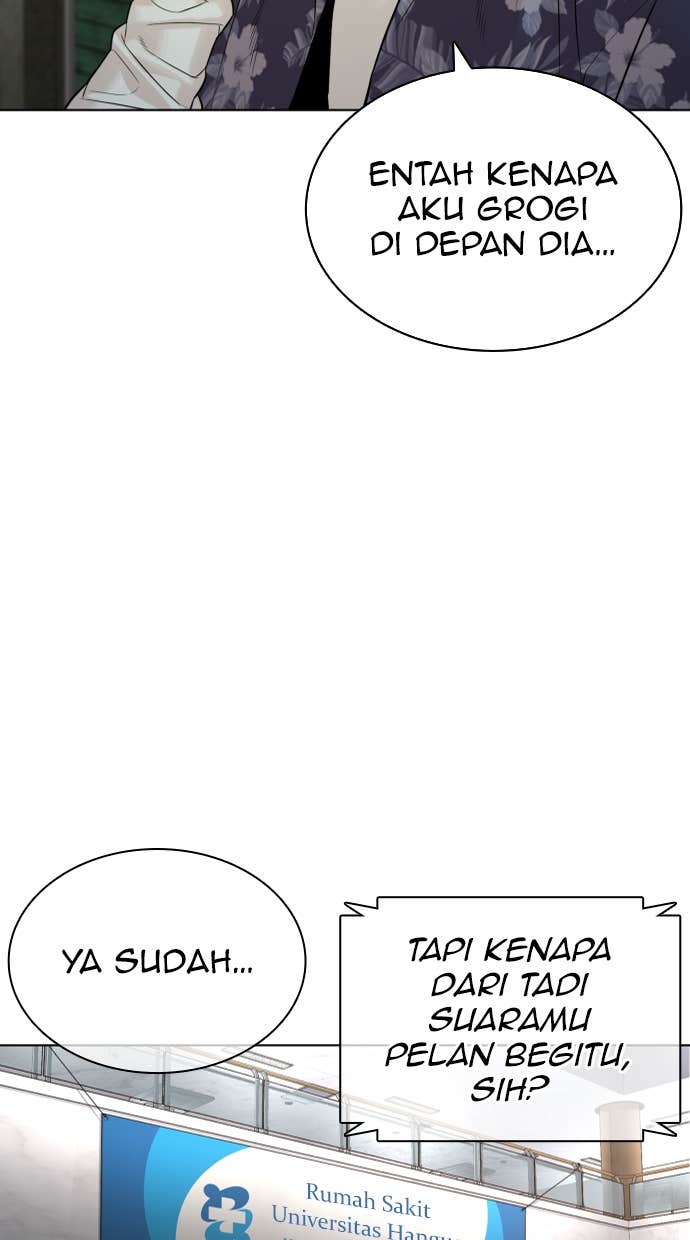 ENTAH KENAPA
AKU GROGI
DI DEPAN DIA...
YA SUDAH...
TAPI KENAPA
DARI TADI
SUARAMU
PELAN BEGITU,
SIH?
Rumah Sakit
Universitas